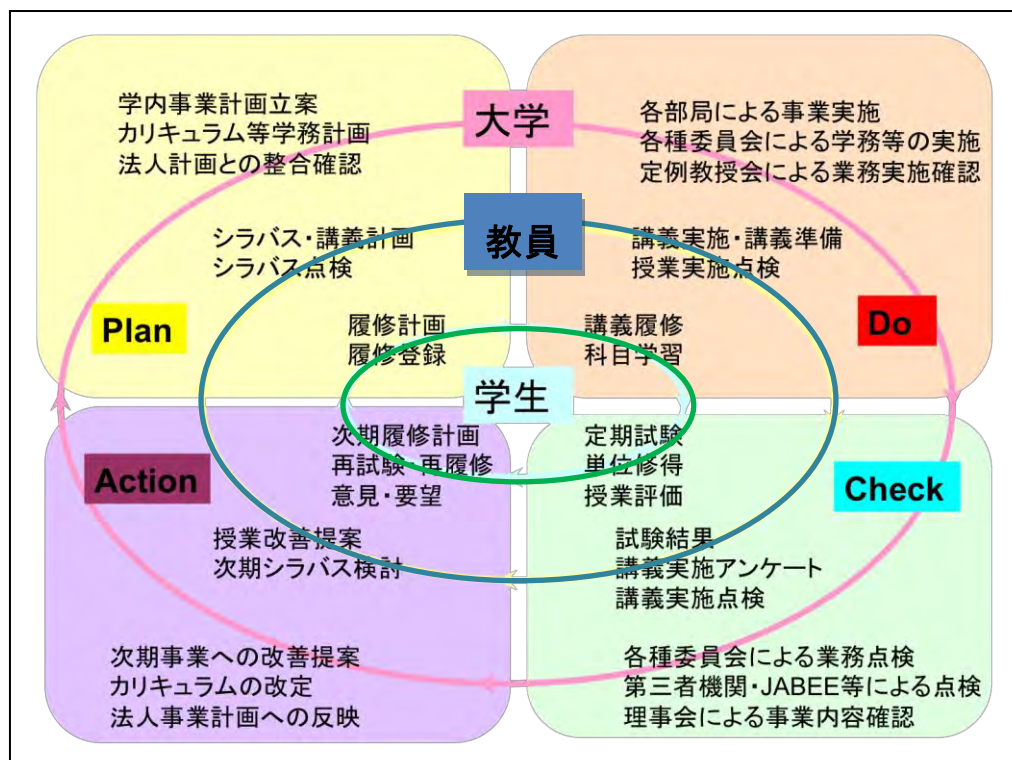 大学
学内事業計画立案
カリキュラム等学務計画
法人計画との整合確認
各部局による事業実施
各種委員会による学務等の実施
定例教授会による業務実施確認
教員
シラバス・講義計画
シラバス点検
講義実施・講義準備
授業実施点検
Plan
履修計画
履修登録
講義履修
科目学習
Do
学生
Action
次期履修計画
再試験・再履修
意見・要望
定期試験
単位修得
授業評価
Check
授業改善提案
次期シラバス検討
試験結果
講義実施アンケート
講義実施点検
次期事業への改善提案
カリキュラムの改定
法人事業計画への反映
各種委員会による業務点検
第三者機関・JABEE等による点検
理事会による事業内容確認